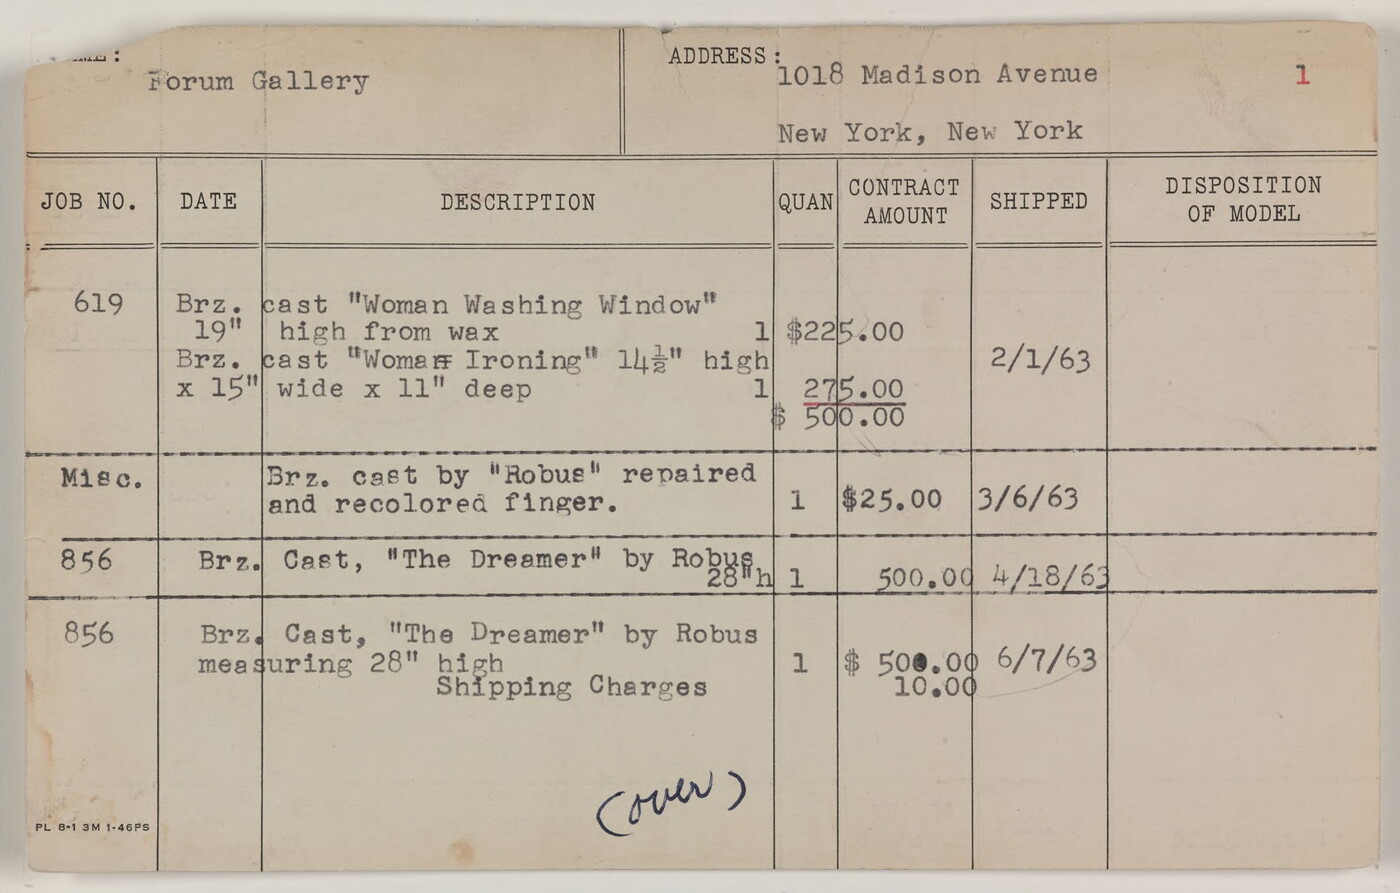 ME:
Forum Gallery
ADDRESS:
1018 Madison Avenue
1
New York, New York
JOB NO. DATE DESCRIPTION QUAN CONTRACT AMOUNT SHIPPED DISPOSITION OF MODEL
619 Brz. cast "Woman Washing Window"
19" high from wax 1 $225.00
Brz. cast "Woman Ironing" 14½" high 2/1/63
x 15" wide x 11" deep 1 275.00
$ 500.00
Misc. Brz. cast by "Robus" repaired
and recolored finger. 1 $25.00 3/6/63
856 Brz. Cast, "The Dreamer" by Robus
28"h 1 500.00 4/18/63
856 Brz. Cast, "The Dreamer" by Robus
measuring 28" high 1 $ 500.00 6/7/63
Shipping Charges 10.00
(over)
PL 8-1 3M 1-46PS